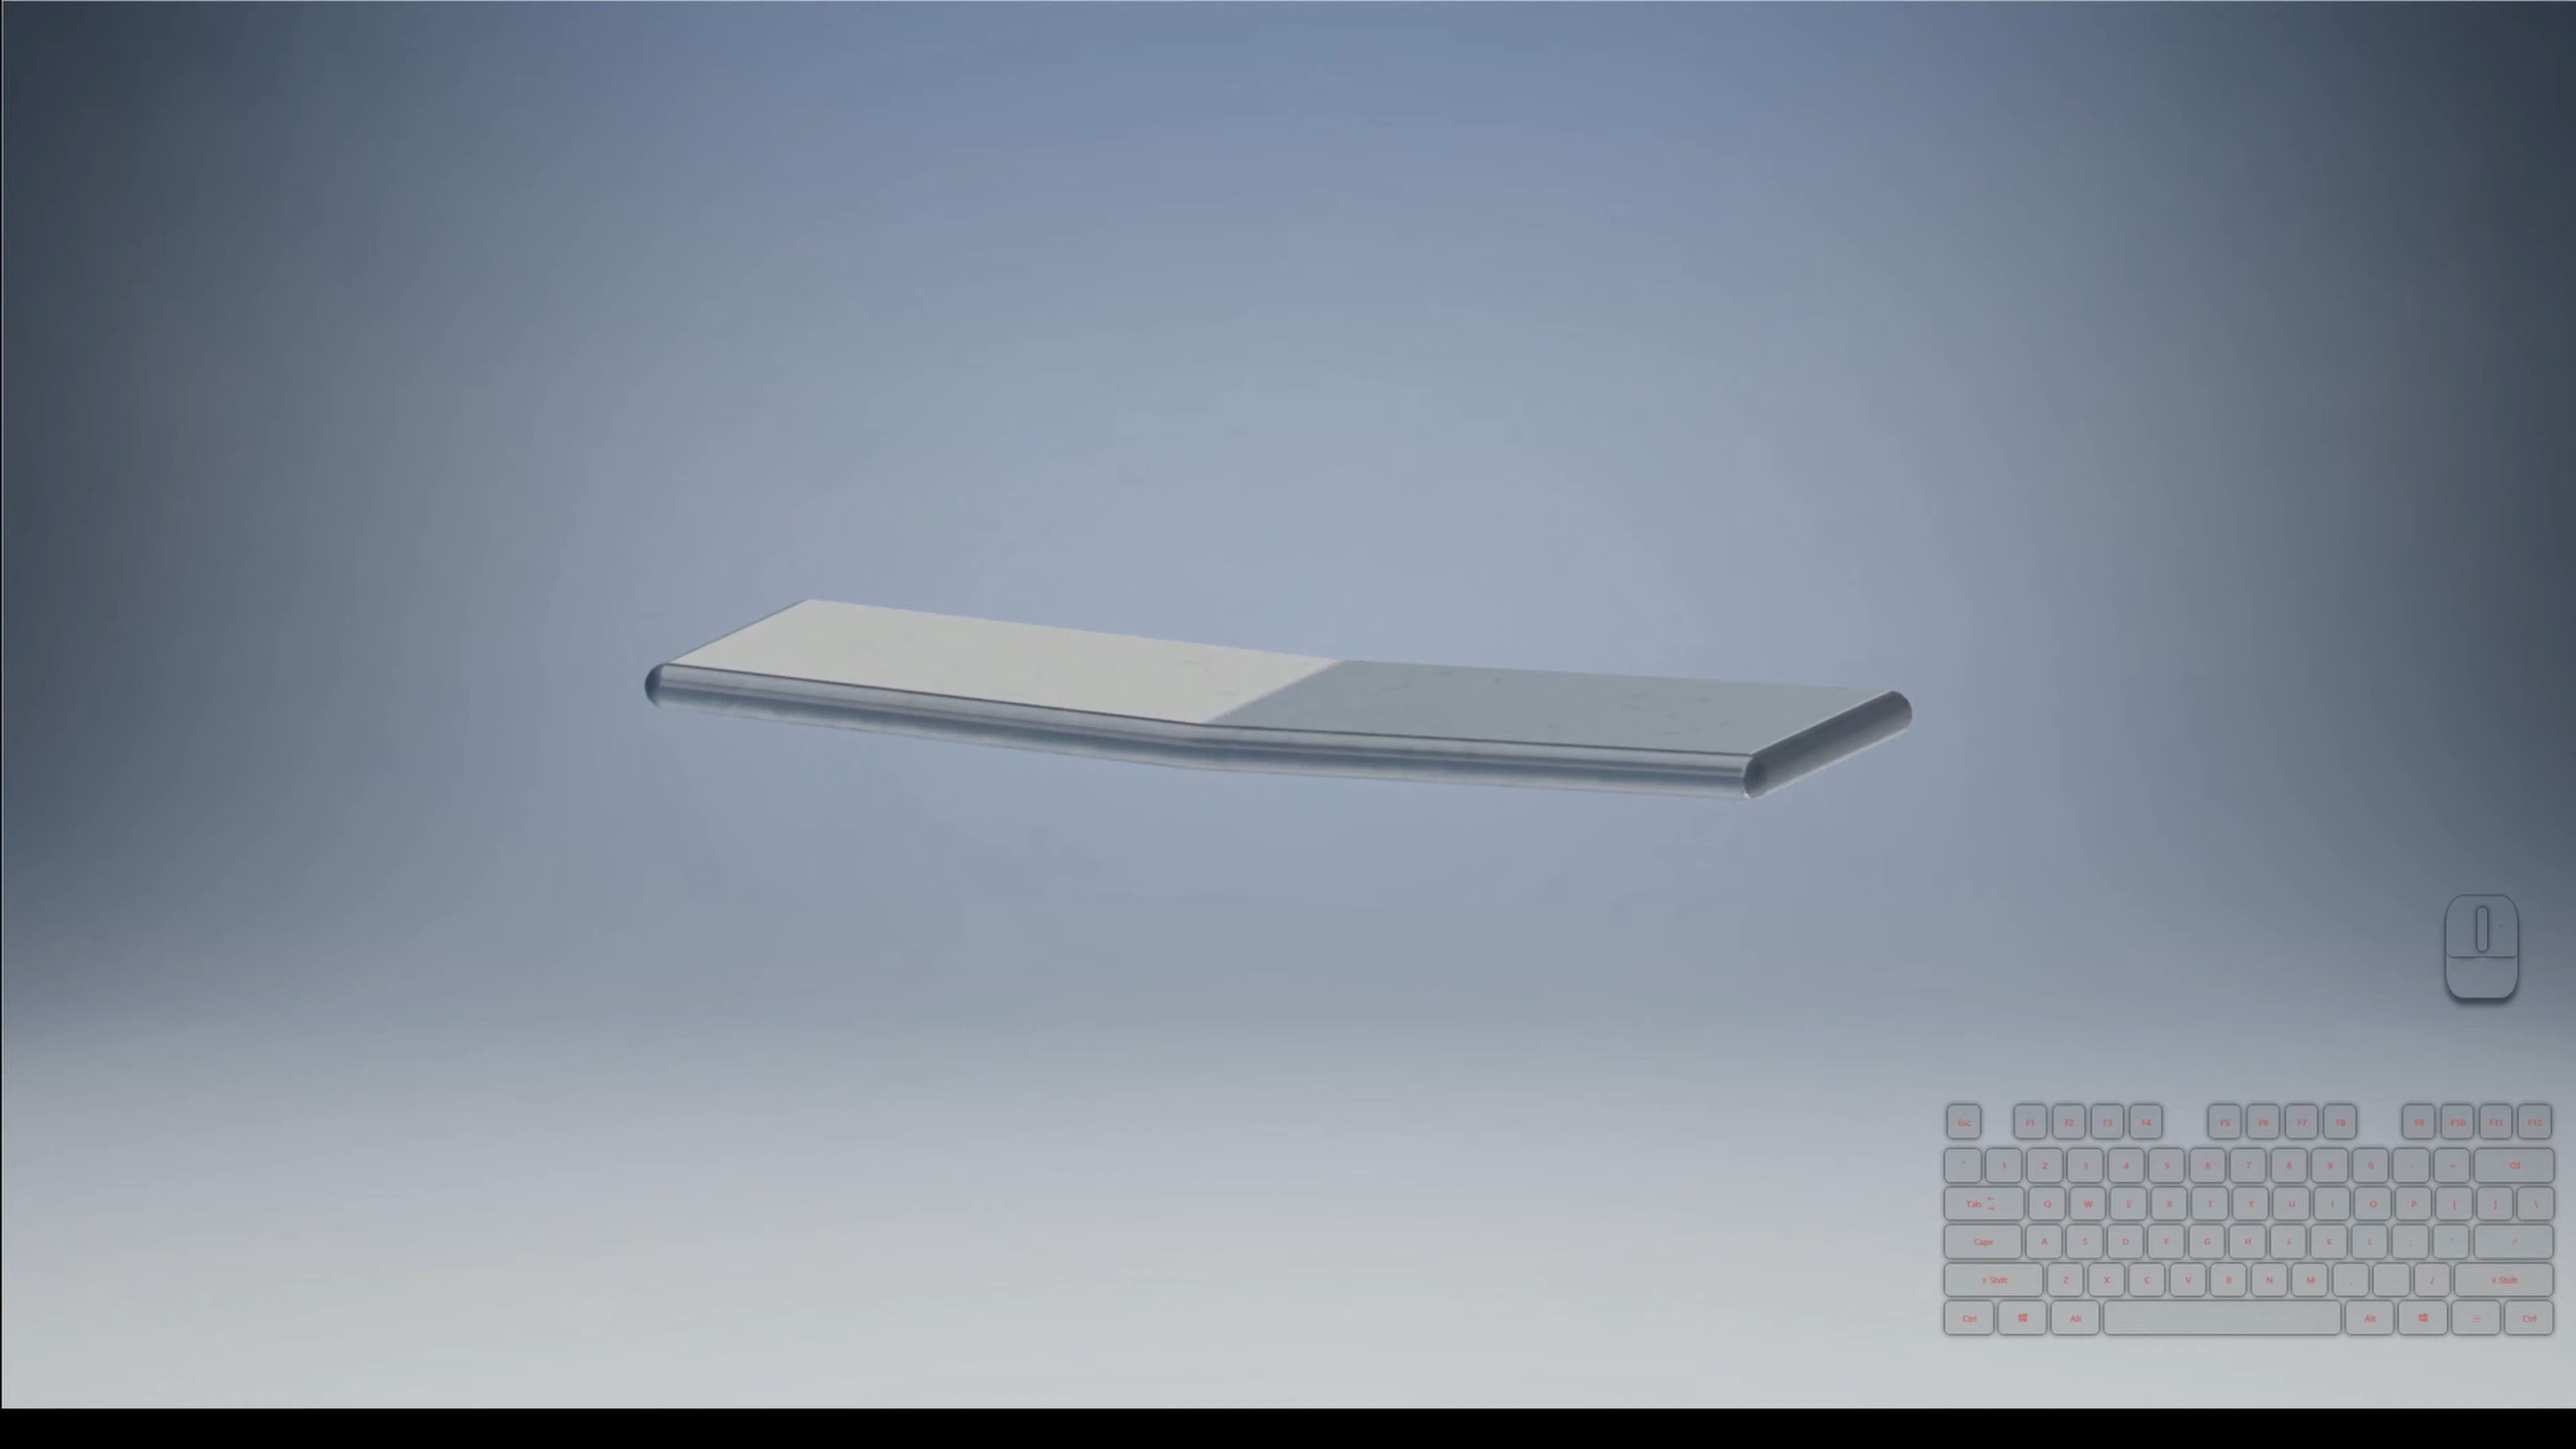 Esc F1 F2 F3 F4 F5 F6 F7 F8 F9 F10 F11 F12
1 2 3 4 5 6 7 8 9 0 - =
Tab Q W E R T Y U I O P [ ] \
Caps A S D F G H J K L
Shift Z X C V B N M / Shift
Ctrl Alt Alt Ctrl